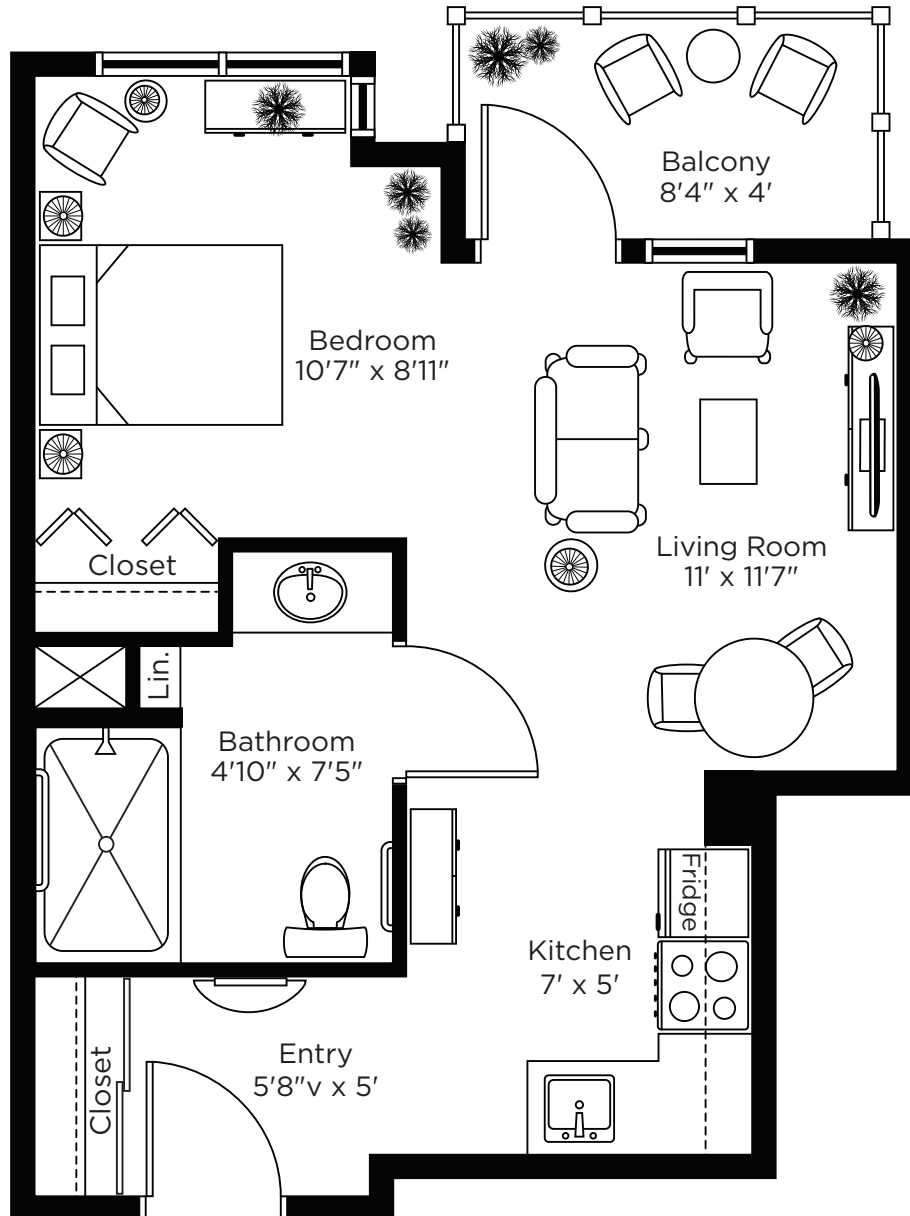 Balcony
8'4" x 4'
Bedroom
10'7" x 8'11"
Living Room
11' x 11'7"
Closet
Lin.
Bathroom
4'10" x 7'5"
Fridge
Kitchen
7' x 5'
Entry
5'8"v x 5'
Closet